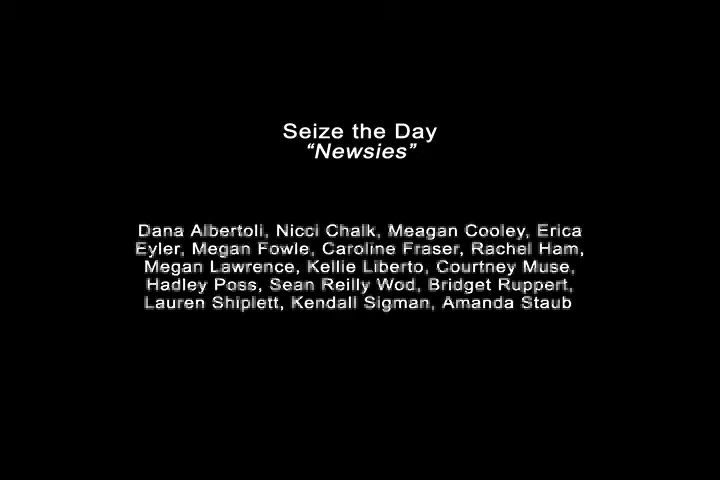 Seize the Day
“Newsies”
Dana Albertoli, Nicci Chalk, Meagan Cooley, Erica
Eyler, Megan Fowle, Caroline Fraser, Rachel Ham,
Megan Lawrence, Kellie Liberto, Courtney Muse,
Hadley Poss, Sean Reilly Wod, Bridget Ruppert,
Lauren Shiplett, Kendall Sigman, Amanda Staub